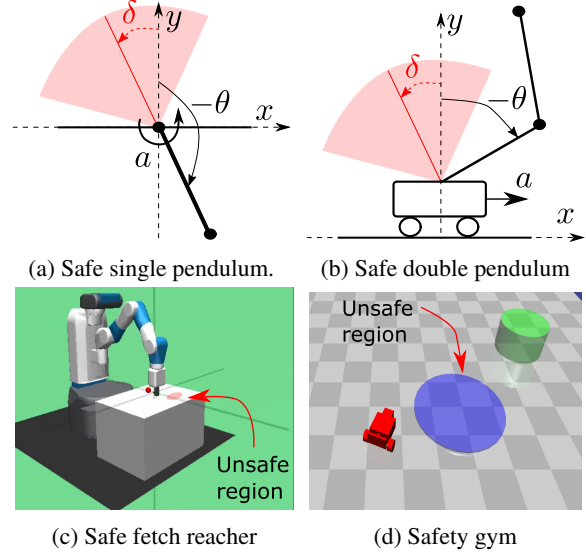 δ
y
−θ
x
a
(a) Safe single pendulum.
y
δ
−θ
a
x
(b) Safe double pendulum
Unsafe
region
(c) Safe fetch reacher
Unsafe
region
(d) Safety gym